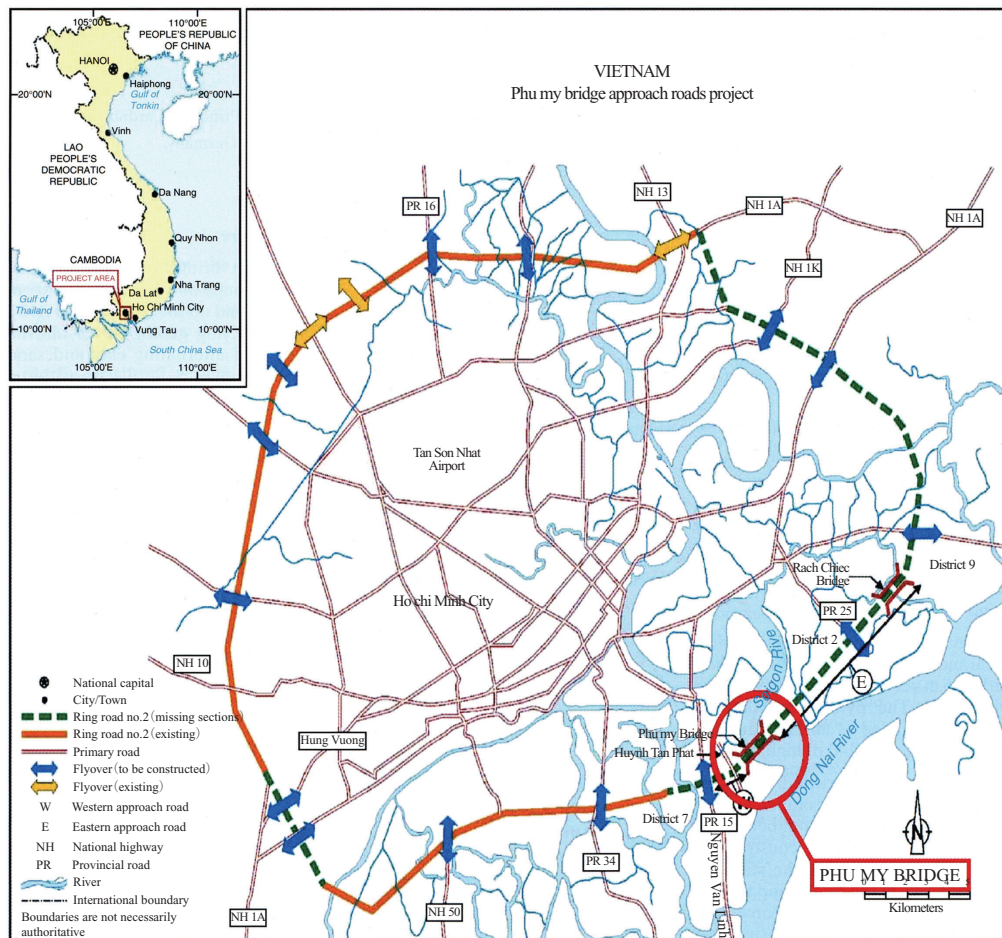 105°00'E
110°00'E
PEOPLE'S REPUBLIC
OF CHINA
HANOI
Haiphong
20°00'N
Gulf of
Tonkin
20°00'N
Vinh
LAO
PEOPLE'S
DEMOCRATIC
REPUBLIC
Da Nang
Quy Nhon
CAMBODIA
PROJECT AREA
Nha Trang
Da Lat
Gulf of
Thailand
Ho Chi Minh City
10°00'N
Vung Tau
10°00'N
South China Sea
105°00'E
110°00'E
VIETNAM
Phu my bridge approach roads project
PR 16
NH 13
NH 1A
NH 1A
NH 1K
Tan Son Nhat
Airport
Rach Chiec
Bridge
District 9
PR 25
District 2
Ho chi Minh City
NH 10
Saigon Rive
E
Hung Vuong
Phu my Bridge
Huynh Tan Phat
Dong Nai River
W
District 7
PR 15
PR 34
Nguyen Van Linh
NH 1A
NH 50
N
PHU MY BRIDGE
Kilometers
National capital
City/Town
Ring road no.2 (missing sections)
Ring road no.2 (existing)
Primary road
Flyover (to be constructed)
Flyover (existing)
W Western approach road
E Eastern approach road
NH National highway
PR Provincial road
River
International boundary
Boundaries are not necessarily
authoritative